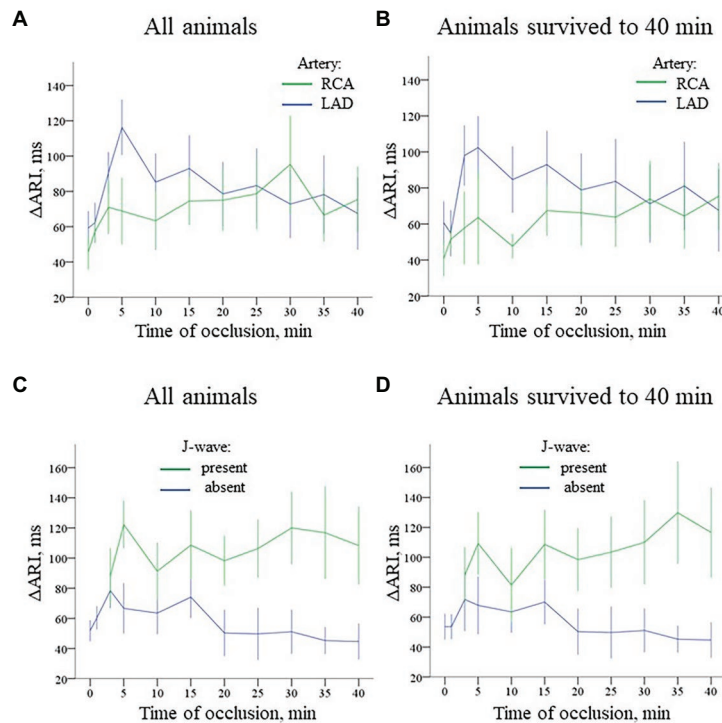 A
All animals
Artery:
RCA
LAD
ΔARI, ms
140
120
100
80
60
40
20
0 5 10 15 20 25 30 35 40
Time of occlusion, min
B
Animals survived to 40 min
Artery:
RCA
LAD
ΔARI, ms
140
120
100
80
60
40
20
0 5 10 15 20 25 30 35 40
Time of occlusion, min
C
All animals
J-wave:
present
absent
ΔARI, ms
160
140
120
100
80
60
40
20
0 5 10 15 20 25 30 35 40
Time of occlusion, min
D
Animals survived to 40 min
J-wave:
present
absent
ΔARI, ms
160
140
120
100
80
60
40
20
0 5 10 15 20 25 30 35 40
Time of occlusion, min